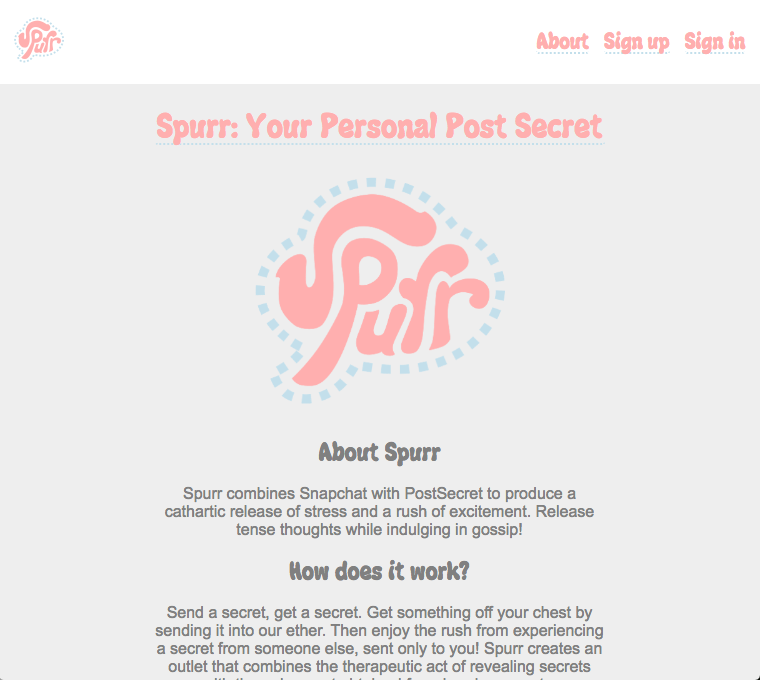 Spurr
About Sign up Sign in
Spurr: Your Personal Post Secret
Spurr
About Spurr
Spurr combines Snapchat with PostSecret to produce a
cathartic release of stress and a rush of excitement. Release
tense thoughts while indulging in gossip!
How does it work?
Send a secret, get a secret. Get something off your chest by
sending it into our ether. Then enjoy the rush from experiencing
a secret from someone else, sent only to you! Spurr creates an
outlet that combines the therapeutic act of revealing secrets